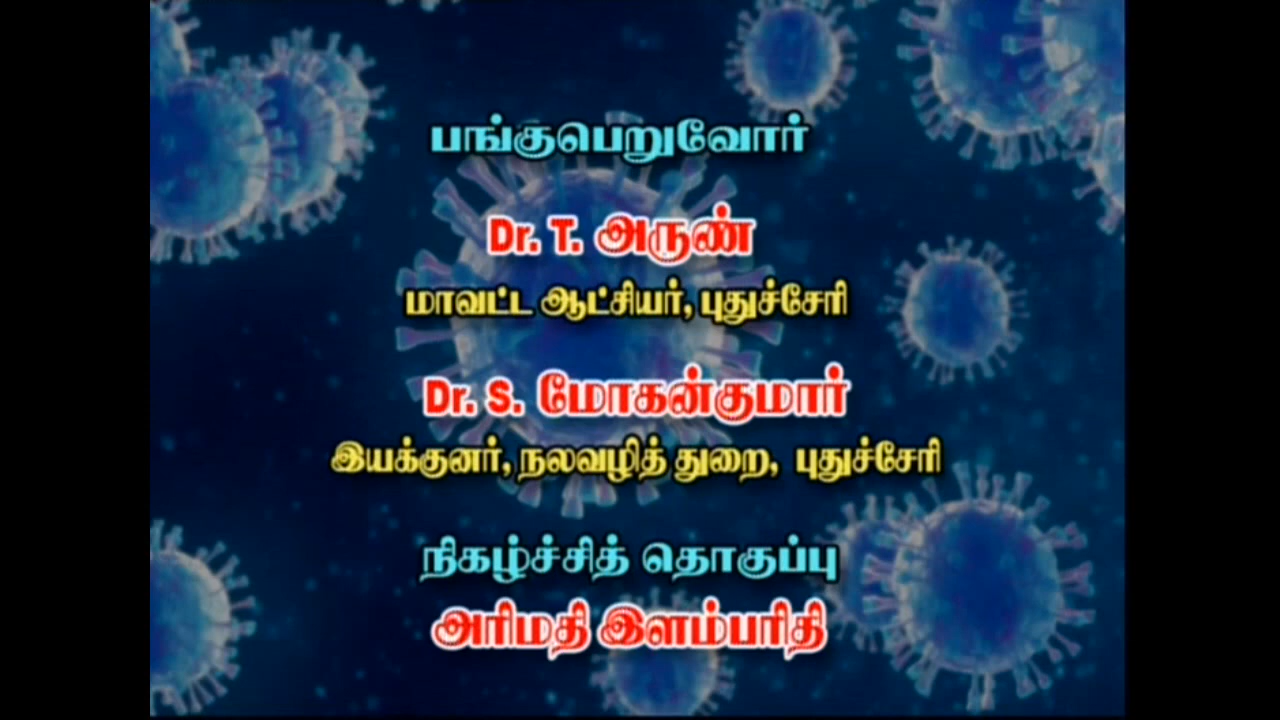 பங்குபெறுவோர்
Dr. T. அருண்
மாவட்ட ஆட்சியர், புதுச்சேரி
Dr. S. மோகன்குமார்
இயக்குனர், நலவழித் துறை, புதுச்சேரி
நிகழ்ச்சித் தொகுப்பு
அரிமதி இளம்பரிதி